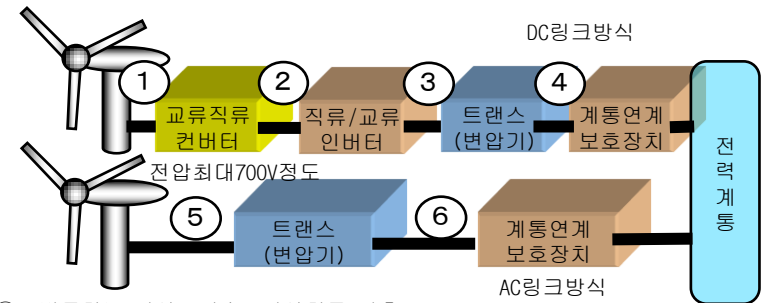 DC링크방식
① ② ③ ④
교류직류
컨버터
직류/교류
인버터
트랜스
(변압기)
계통연계
보호장치
전압최대700V정도
전력계통
⑤ ⑥
트랜스
(변압기)
계통연계
보호장치
AC링크방식